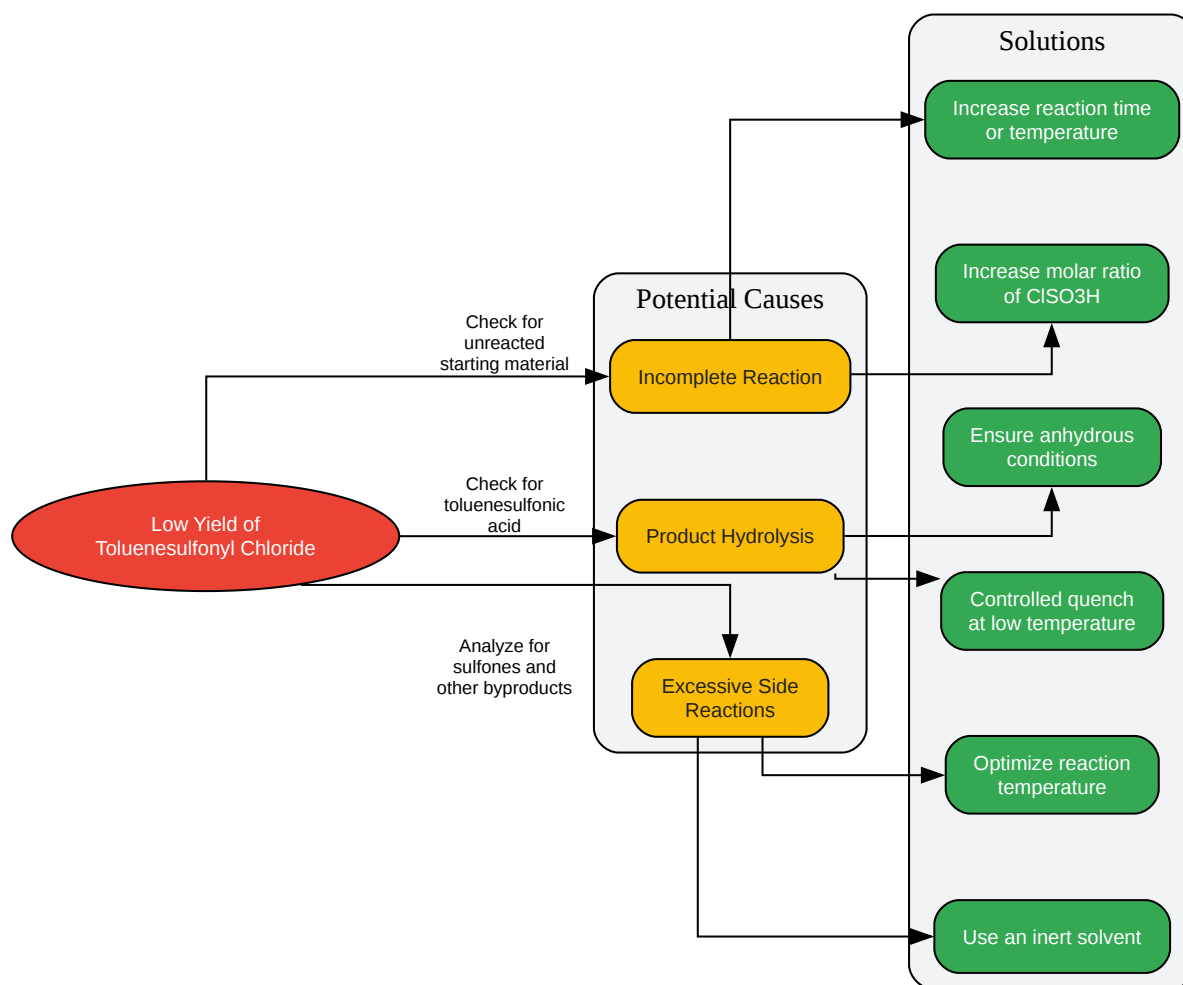 Solutions
Increase reaction time
or temperature
Increase molar ratio
of ClSO3H
Potential Causes
Check for
unreacted
starting material
Incomplete Reaction
Ensure anhydrous
conditions
Check for
toluenesulfonic
acid
Low Yield of
Toluenesulfonyl Chloride
Product Hydrolysis
Controlled quench
at low temperature
Analyze for
sulfones and
other byproducts
Excessive Side
Reactions
Optimize reaction
temperature
Use an inert solvent